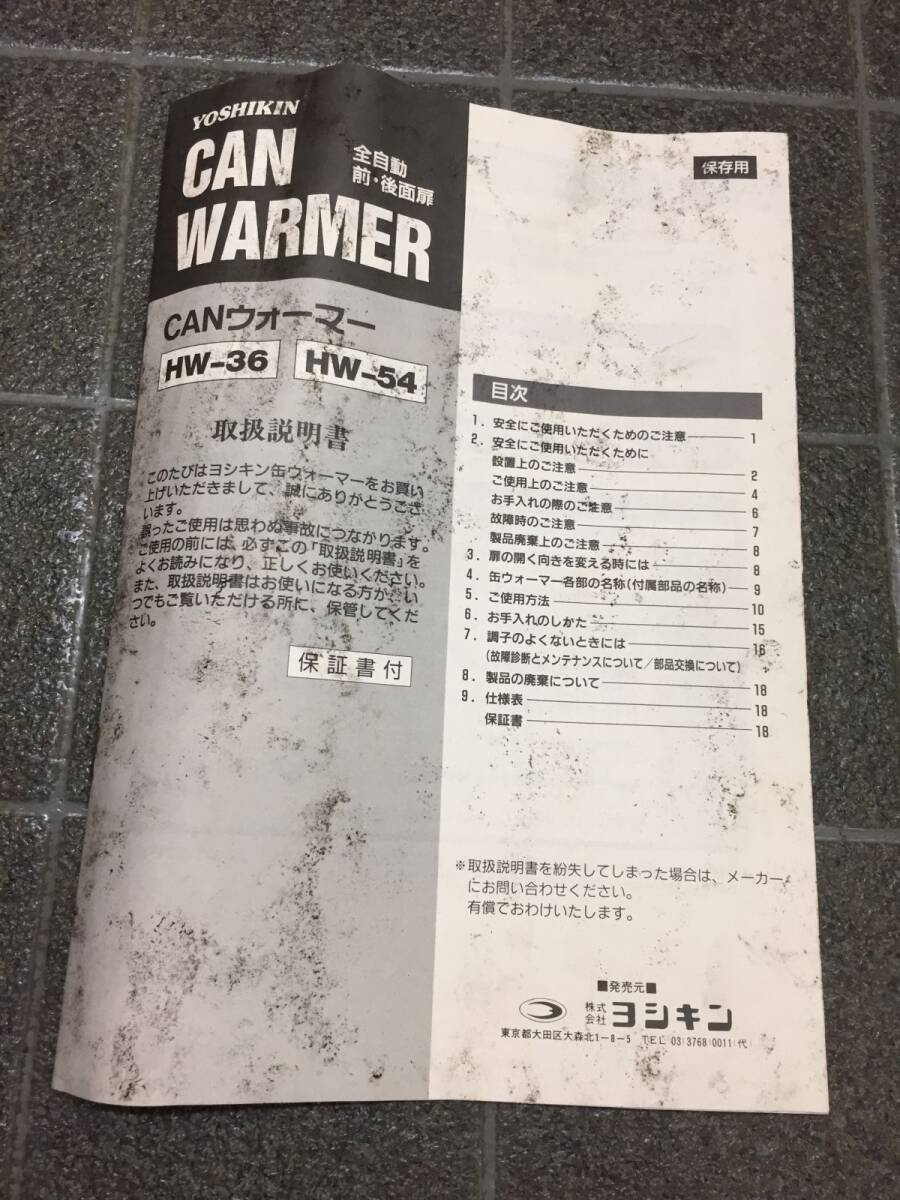 YOSHIKIN
CAN
WARMER
全自動
前・後面扉
CANウォーマー
HW-36
HW-54
取扱説明書
このたびはヨシキン缶ウォーマーをお買い
上げいただきまして、誠にありがとうござ
います。
誤ったご使用は思わぬ事故につながります。
ご使用の前には、必ずこの「取扱説明書」を
よくお読みになり、正しくお使いください。
また、取扱説明書はお使いになる方が、い
つでもご覧いただける所に、保管してくだ
さい。
保証書付
保存用
目次
1. 安全にご使用いただくためのご注意 1
2. 安全にご使用いただくために
設置上のご注意 2
ご使用上のご注意 4
お手入れの際のご注意 6
故障時のご注意 7
製品廃棄上のご注意 8
3. 扉の開く向きを変える時には 8
4. 缶ウォーマー各部の名称(付属部品の名称) 9
5. ご使用方法 10
6. お手入れのしかた 15
7. 調子のよくないときには 16
(故障診断とメンテナンスについて/部品交換について)
8. 製品の廃棄について 18
9. 仕様表 18
保証書 18
※取扱説明書を紛失してしまった場合は、メーカー
にお問い合わせください。
有償でおわけいたします。
■発売元■
株式会社 ヨシキン
東京都大田区大森北1-8-5 TEL 03(3768)0011(代)